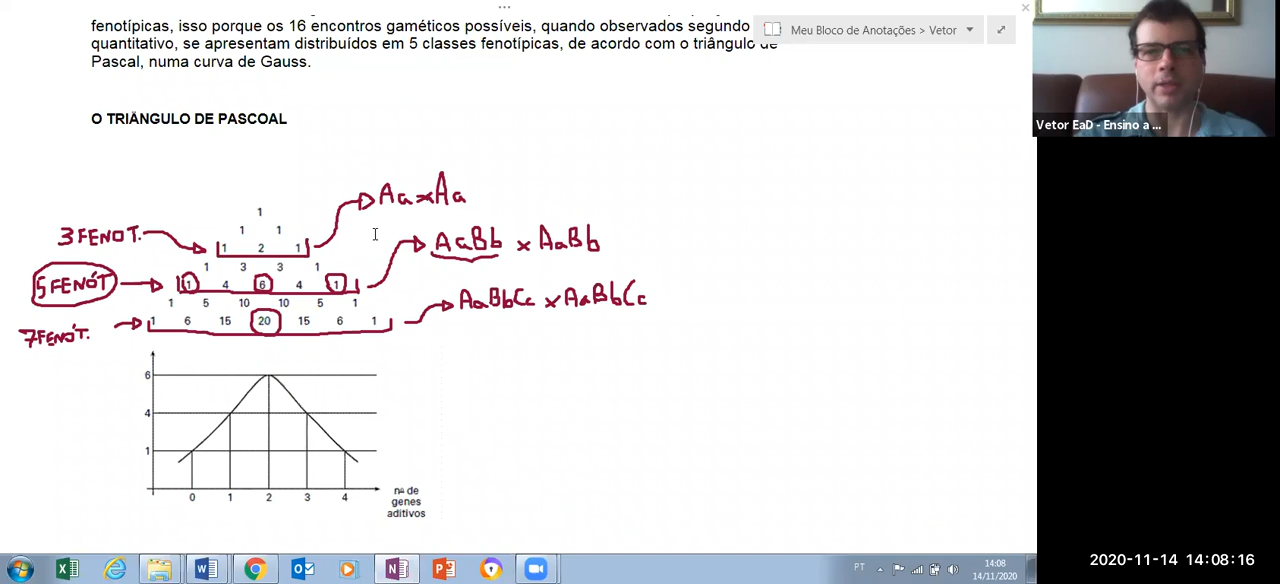 fenotípicas, isso porque os 16 encontros gaméticos possíveis, quando observados segundo
quantitativo, se apresentam distribuídos em 5 classes fenotípicas, de acordo com o triângulo de
Pascal, numa curva de Gauss.
Meu Bloco de Anotações > Vetor
Vetor EaD - Ensino a ...
O TRIÂNGULO DE PASCOAL
Aa x Aa
1
1 1
3 FENOT. 1 2 1
AaBb x AaBb
1 3 3 1
5 FENÓT 1 4 6 4 1
1 5 10 10 5 1
AaBbCc x AaBbCc
7 FENÓT. 1 6 15 20 15 6 1
6
4
1
0 1 2 3 4
nº de
genes
aditivos
PT
14:08
14/11/2020
2020-11-14 14:08:16